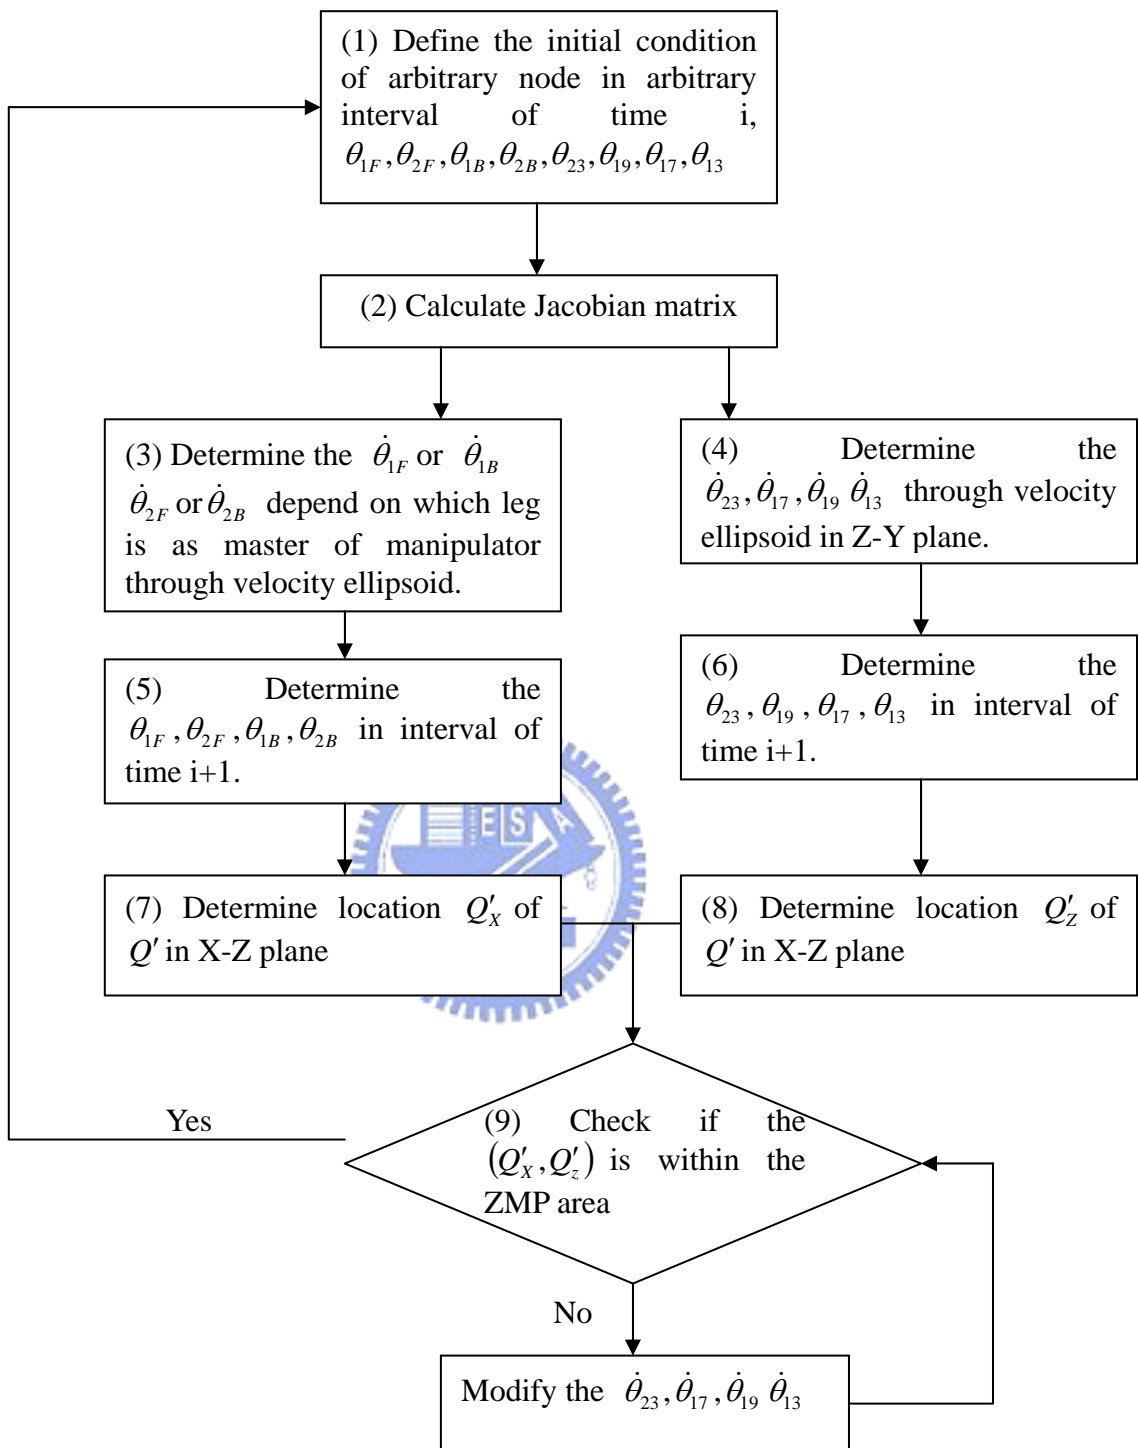 (1) Define the initial condition
of arbitrary node in arbitrary
interval of time i,
θ₁F, θ₂F, θ₁B, θ₂B, θ₂₃, θ₁₉, θ₁₇, θ₁₃
(2) Calculate Jacobian matrix
(3) Determine the θ̇₁F or θ̇₁B
θ̇₂F or θ̇₂B depend on which leg
is as master of manipulator
through velocity ellipsoid.
(4) Determine the
θ̇₂₃, θ̇₁₇, θ̇₁₉ θ̇₁₃ through velocity
ellipsoid in Z-Y plane.
(5) Determine the
θ₁F, θ₂F, θ₁B, θ₂B in interval of
time i+1.
(6) Determine the
θ₂₃, θ₁₉, θ₁₇, θ₁₃ in interval of
time i+1.
E S A
(7) Determine location Q′X of
Q′ in X-Z plane
(8) Determine location Q′Z of
Q′ in X-Z plane
Yes
(9) Check if the
(Q′X, Q′z) is within the
ZMP area
No
Modify the θ̇₂₃, θ̇₁₇, θ̇₁₉ θ̇₁₃